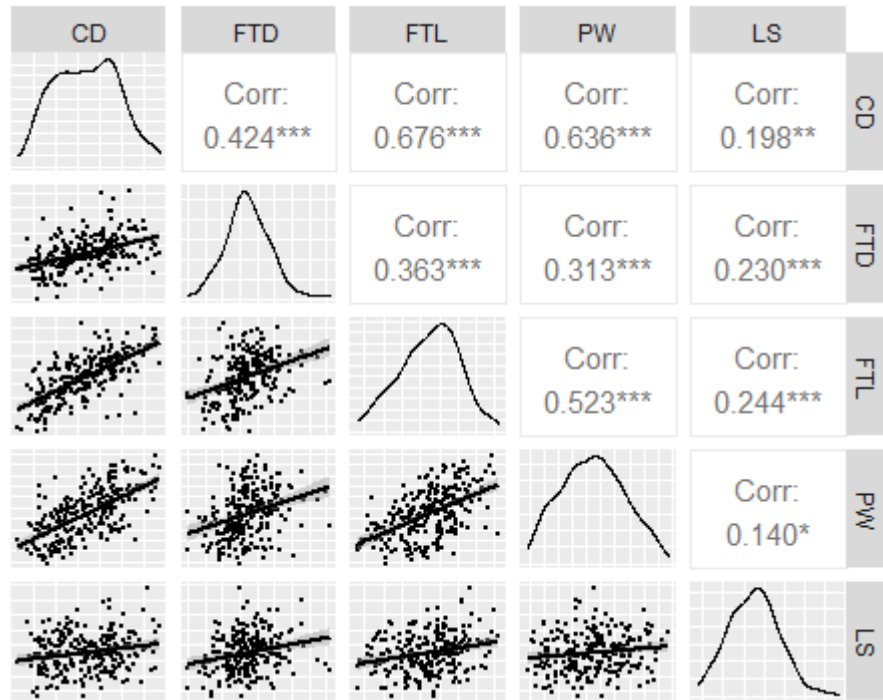 CD FTD FTL PW LS
Corr: Corr: Corr: Corr:
0.424*** 0.676*** 0.636*** 0.198**
CD
Corr: Corr: Corr:
0.363*** 0.313*** 0.230***
FTD
Corr: Corr:
0.523*** 0.244***
FTL
Corr:
0.140*
PW
LS